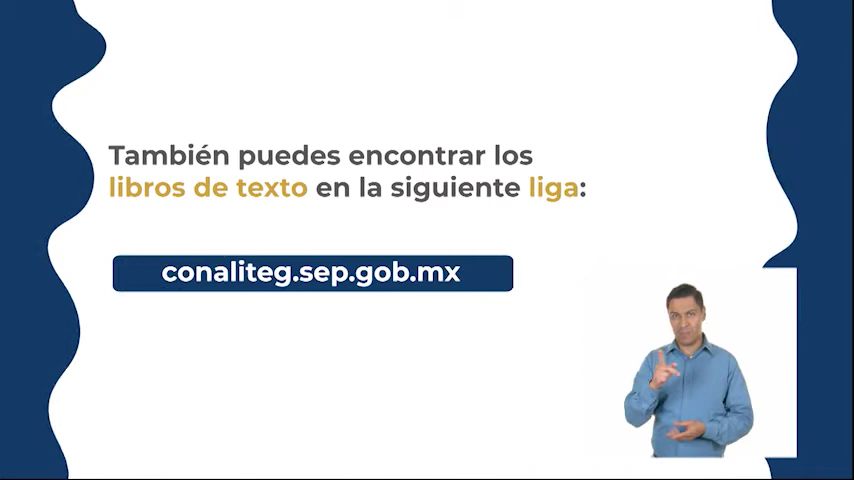 También puedes encontrar los
libros de texto en la siguiente liga:
conaliteg.sep.gob.mx